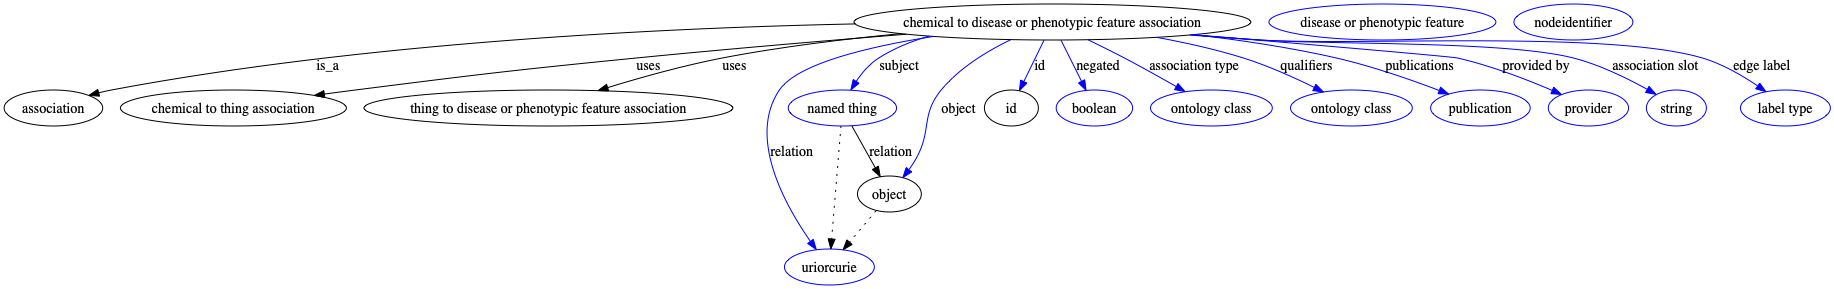 chemical to disease or phenotypic feature association
disease or phenotypic feature
nodeidentifier
is_a
uses
uses
subject
id
negated
association type
qualifiers
publications
provided by
association slot
edge label
association
chemical to thing association
thing to disease or phenotypic feature association
named thing
object
id
boolean
ontology class
ontology class
publication
provider
string
label type
relation
relation
object
uriorcurie